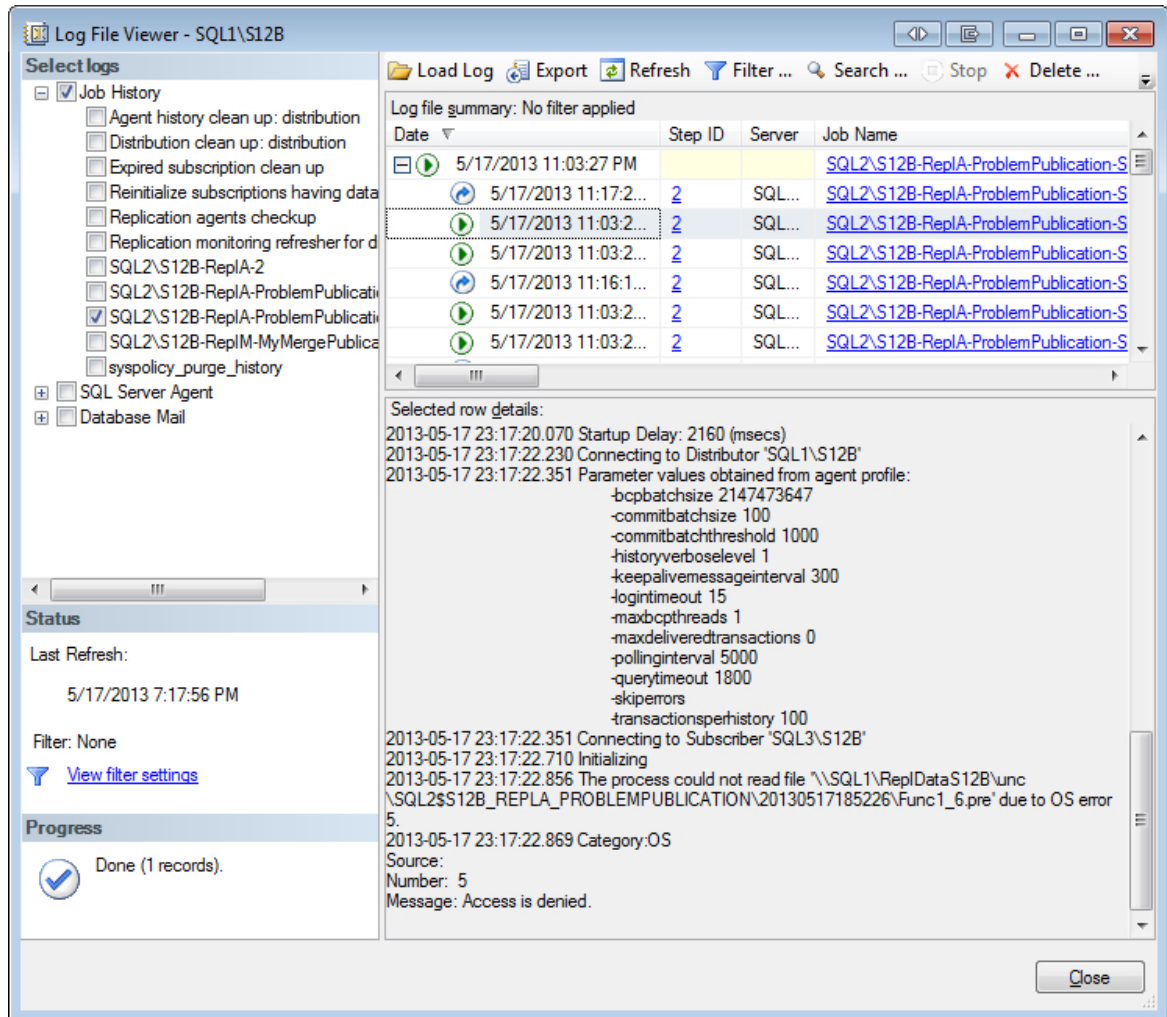 Log File Viewer - SQL1\S12B
Select logs
Job History
Agent history clean up: distribution
Distribution clean up: distribution
Expired subscription clean up
Reinitialize subscriptions having data
Replication agents checkup
Replication monitoring refresher for d
SQL2\S12B-ReplA-2
SQL2\S12B-ReplA-ProblemPublicati
SQL2\S12B-ReplA-ProblemPublicati
SQL2\S12B-ReplM-MyMergePublica
syspolicy_purge_history
SQL Server Agent
Database Mail
Status
Last Refresh:
5/17/2013 7:17:56 PM
Filter: None
View filter settings
Progress
Done (1 records).
Load Log Export Refresh Filter ... Search ... Stop Delete ...
Log file summary: No filter applied
Date Step ID Server Job Name
5/17/2013 11:03:27 PM SQL2\S12B-ReplA-ProblemPublication-S
5/17/2013 11:17:2... 2 SQL... SQL2\S12B-ReplA-ProblemPublication-S
5/17/2013 11:03:2... 2 SQL... SQL2\S12B-ReplA-ProblemPublication-S
5/17/2013 11:03:2... 2 SQL... SQL2\S12B-ReplA-ProblemPublication-S
5/17/2013 11:16:1... 2 SQL... SQL2\S12B-ReplA-ProblemPublication-S
5/17/2013 11:03:2... 2 SQL... SQL2\S12B-ReplA-ProblemPublication-S
5/17/2013 11:03:2... 2 SQL... SQL2\S12B-ReplA-ProblemPublication-S
Selected row details:
2013-05-17 23:17:20.070 Startup Delay: 2160 (msecs)
2013-05-17 23:17:22.230 Connecting to Distributor 'SQL1\S12B'
2013-05-17 23:17:22.351 Parameter values obtained from agent profile:
-bcpbatchsize 2147473647
-commitbatchsize 100
-commitbatchthreshold 1000
-historyverboselevel 1
-keepalivemessageinterval 300
-logintimeout 15
-maxbcpthreads 1
-maxdeliveredtransactions 0
-pollinginterval 5000
-querytimeout 1800
-skiperrors
-transactionsperhistory 100
2013-05-17 23:17:22.351 Connecting to Subscriber 'SQL3\S12B'
2013-05-17 23:17:22.710 Initializing
2013-05-17 23:17:22.856 The process could not read file '\\SQL1\ReplDataS12B\unc
\SQL2$S12B_REPLA_PROBLEMPUBLICATION\20130517185226\Func1_6.pre' due to OS error
5.
2013-05-17 23:17:22.869 Category:OS
Source:
Number: 5
Message: Access is denied.
Close